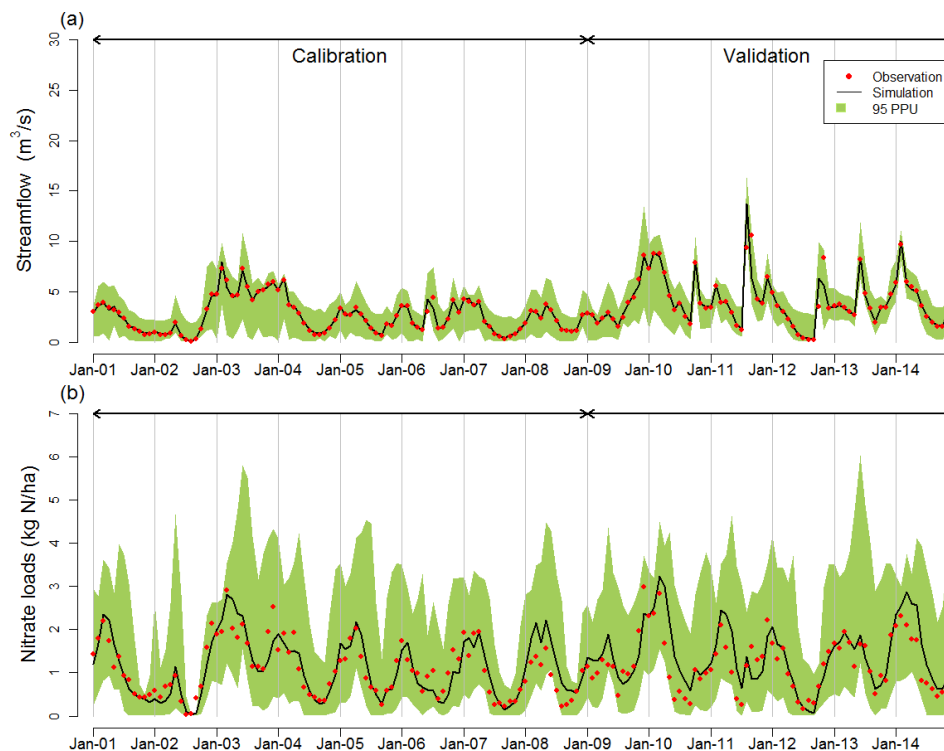 (a)
Calibration
Validation
Observation
Simulation
95 PPU
Streamflow (m³/s)
30
25
20
15
10
5
0
Jan-01 Jan-02 Jan-03 Jan-04 Jan-05 Jan-06 Jan-07 Jan-08 Jan-09 Jan-10 Jan-11 Jan-12 Jan-13 Jan-14
(b)
Nitrate loads (kg N/ha)
7
6
5
4
3
2
1
0
Jan-01 Jan-02 Jan-03 Jan-04 Jan-05 Jan-06 Jan-07 Jan-08 Jan-09 Jan-10 Jan-11 Jan-12 Jan-13 Jan-14